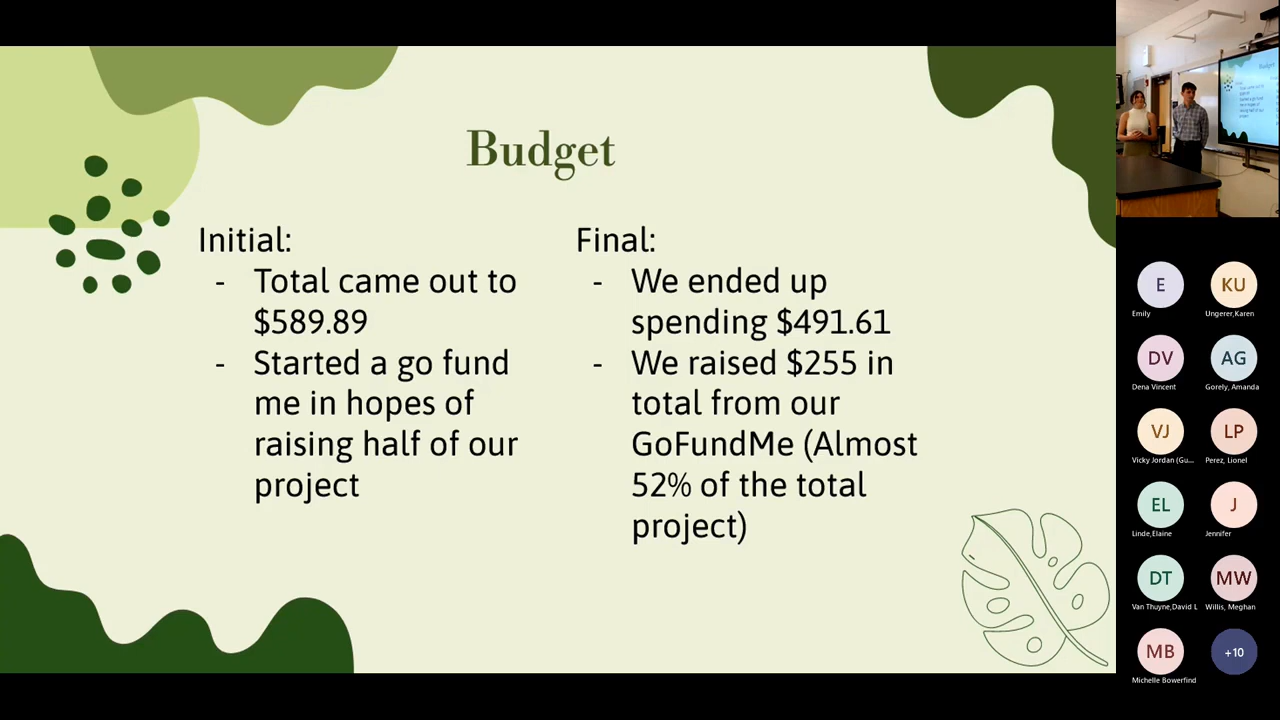 Budget
Initial:
- Total came out to
$589.89
- Started a go fund
me in hopes of
raising half of our
project
Final:
- We ended up
spending $491.61
- We raised $255 in
total from our
GoFundMe (Almost
52% of the total
project)
Budget
E
Emily
KU
Ungerer,Karen
DV
Dena Vincent
AG
Gorely, Amanda
VJ
Vicky Jordan (Gu...
LP
Perez, Lionel
EL
Linde,Elaine
J
Jennifer
DT
Van Thuyne,David L
MW
Willis, Meghan
MB
Michelle Bowerfind
+10